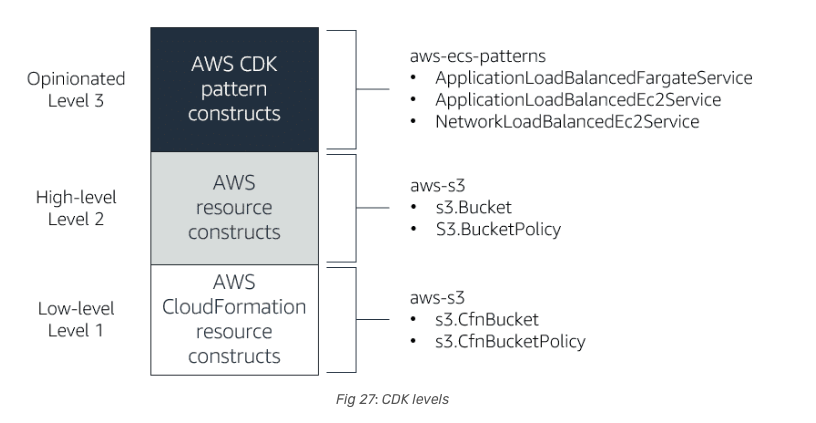 Opinionated
Level 3
AWS CDK
pattern
constructs
aws-ecs-patterns
• ApplicationLoadBalancedFargateService
• ApplicationLoadBalancedEc2Service
• NetworkLoadBalancedEc2Service
High-level
Level 2
AWS
resource
constructs
aws-s3
• s3.Bucket
• S3.BucketPolicy
Low-level
Level 1
AWS
CloudFormation
resource
constructs
aws-s3
• s3.CfnBucket
• s3.CfnBucketPolicy
Fig 27: CDK levels